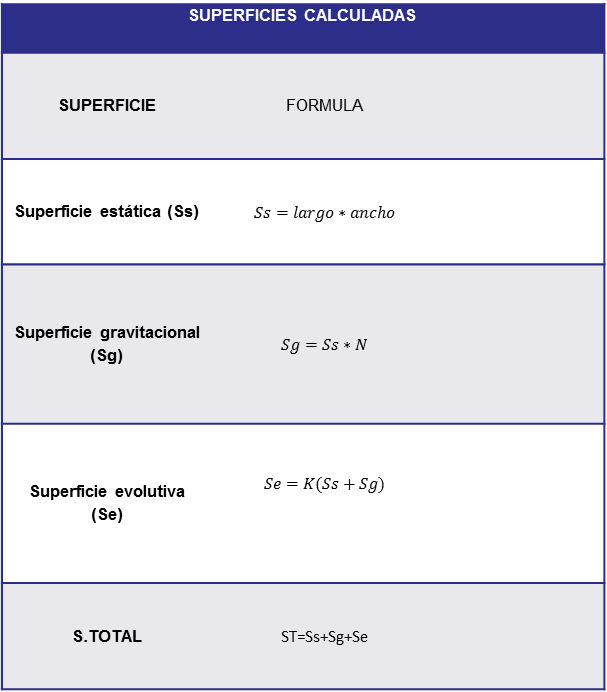 SUPERFICIES CALCULADAS
SUPERFICIE FORMULA
Superficie estática (Ss) Ss = largo ∗ ancho
Superficie gravitacional
(Sg)
Sg = Ss ∗ N
Superficie evolutiva
(Se)
Se = K(Ss + Sg)
S.TOTAL ST=Ss+Sg+Se